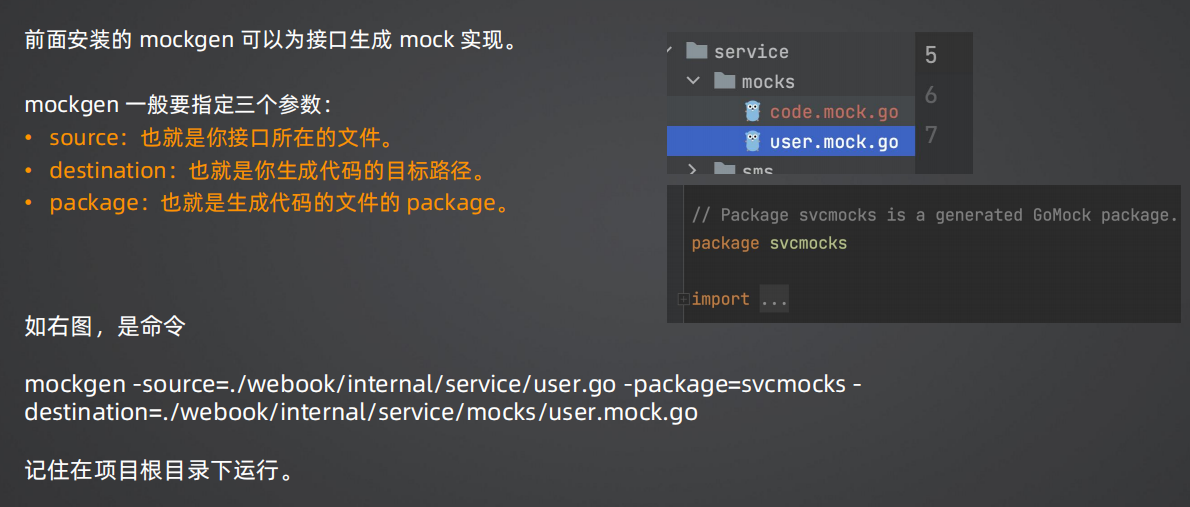 前面安装的 mockgen 可以为接口生成 mock 实现。
mockgen 一般要指定三个参数：
• source：也就是你接口所在的文件。
• destination：也就是你生成代码的目标路径。
• package：也就是生成代码的文件的 package。
如右图，是命令
mockgen -source=./webook/internal/service/user.go -package=svcmocks -
destination=./webook/internal/service/mocks/user.mock.go
记住在项目根目录下运行。
service
mocks
code.mock.go
user.mock.go
sms
5
6
7
// Package svcmocks is a generated GoMock package.
package svcmocks
import ...